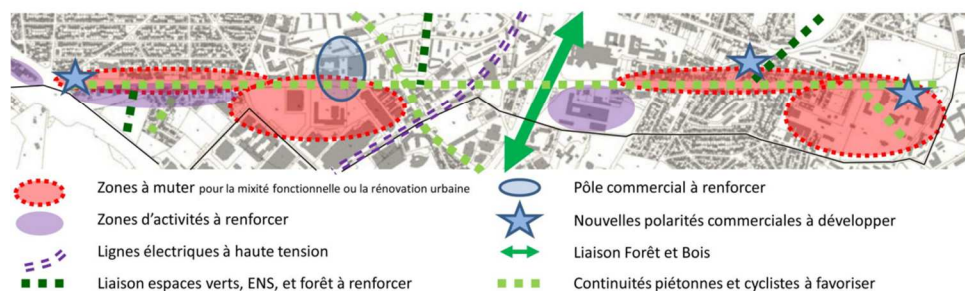 Zones à muter pour la mixité fonctionnelle ou la rénovation urbaine
Zones d'activités à renforcer
Lignes électriques à haute tension
Liaison espaces verts, ENS, et forêt à renforcer
Pôle commercial à renforcer
Nouvelles polarités commerciales à développer
Liaison Forêt et Bois
Continuités piétonnes et cyclistes à favoriser